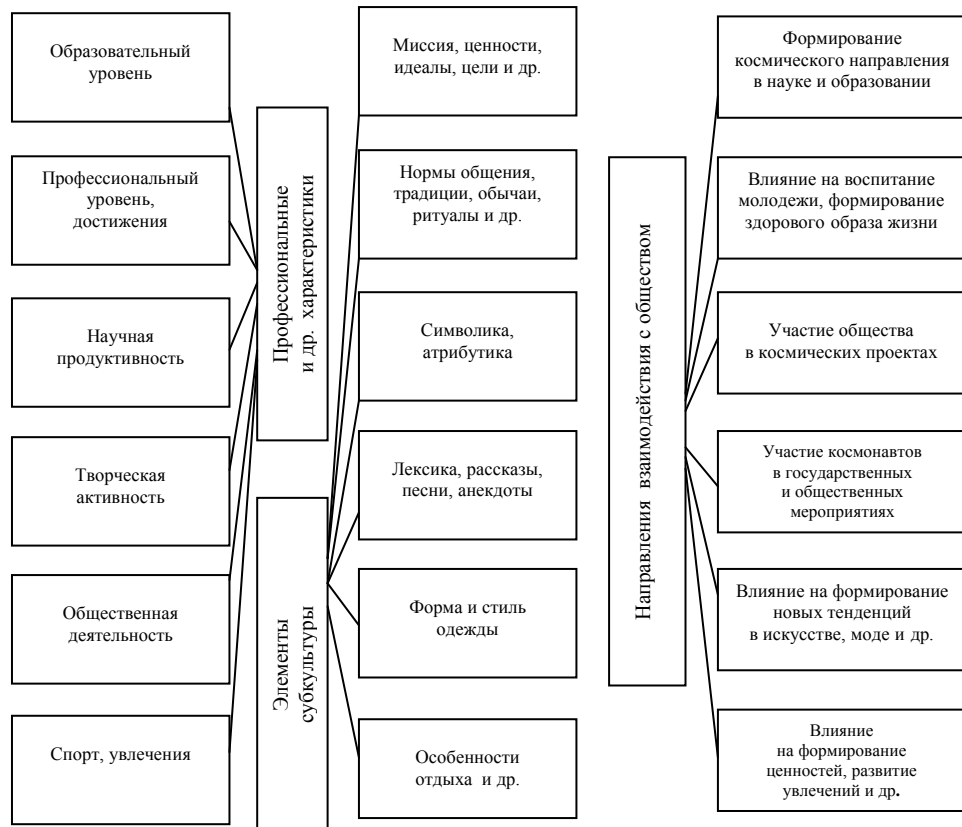 Образовательный
уровень
Профессиональный
уровень,
достижения
Научная
продуктивность
Творческая
активность
Общественная
деятельность
Спорт, увлечения
Профессиональные
и др. характеристики
Элементы
субкультуры
Миссия, ценности,
идеалы, цели и др.
Нормы общения,
традиции, обычаи,
ритуалы и др.
Символика,
атрибутика
Лексика, рассказы,
песни, анекдоты
Форма и стиль
одежды
Особенности
отдыха и др.
Направления взаимодействия с обществом
Формирование
космического направления
в науке и образовании
Влияние на воспитание
молодежи, формирование
здорового образа жизни
Участие общества
в космических проектах
Участие космонавтов
в государственных
и общественных
мероприятиях
Влияние на формирование
новых тенденций
в искусстве, моде и др.
Влияние
на формирование
ценностей, развитие
увлечений и др.